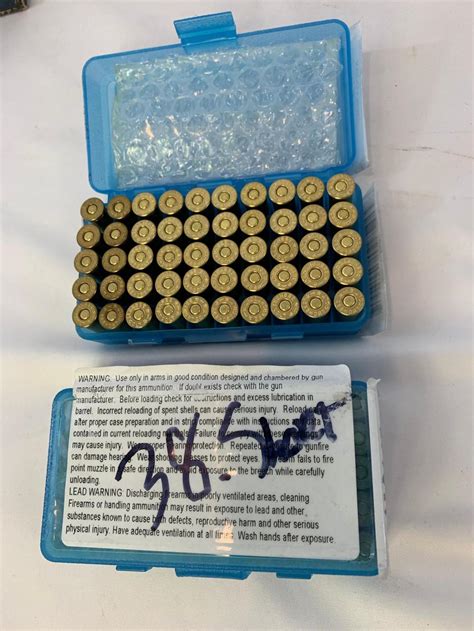 WARNING: Use only in arms in good condition designed and chambered by gun
manufacturer for this ammunition. If doubt exists check with the gun
manufacturer. Before loading check for obstructions and excess lubrication in
barrel. Incorrect reloading of spent shells can cause serious injury. Reload
after proper case preparation and in compliance with instructions and data
contained in current reloading manuals. Failure
may cause injury. Wear proper hearing protection. Repeated gunfire
can damage hearing. Wear shooting glasses to protect eyes. If arm fails to fire
point muzzle in safe direction and avoid exposure to the breech while carefully
unloading.
LEAD WARNING: Discharging firearms in poorly ventilated areas, cleaning
Firearms or handling ammunition may result in exposure to lead and other
substances known to cause birth defects, reproductive harm and other serious
physical injury. Have adequate ventilation at all times. Wash hands after exposure.
38. Short